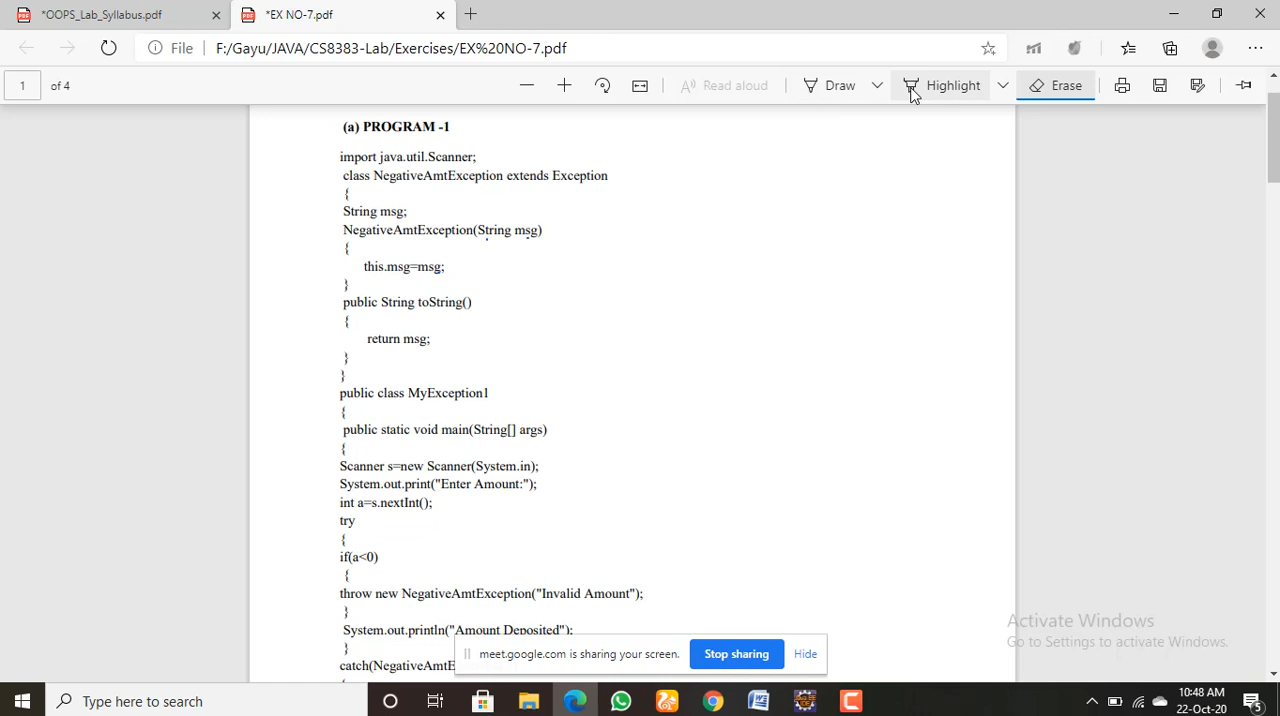 *OOPS_Lab_Syllabus.pdf
*EX NO-7.pdf
File F:/Gayu/JAVA/CS8383-Lab/Exercises/EX%20NO-7.pdf
1 of 4 Read aloud Draw Highlight Erase
(a) PROGRAM -1
import java.util.Scanner;
class NegativeAmtException extends Exception
{
String msg;
NegativeAmtException(String msg)
{
this.msg=msg;
}
public String toString()
{
return msg;
}
}
public class MyException1
{
public static void main(String[] args)
{
Scanner s=new Scanner(System.in);
System.out.print("Enter Amount:");
int a=s.nextInt();
try
{
if(a<0)
{
throw new NegativeAmtException("Invalid Amount");
}
System.out.println("Amount Deposited");
}
catch(NegativeAmtE
meet.google.com is sharing your screen. Stop sharing Hide
Activate Windows
Go to Settings to activate Windows.
Type here to search
10:48 AM
22-Oct-20
5